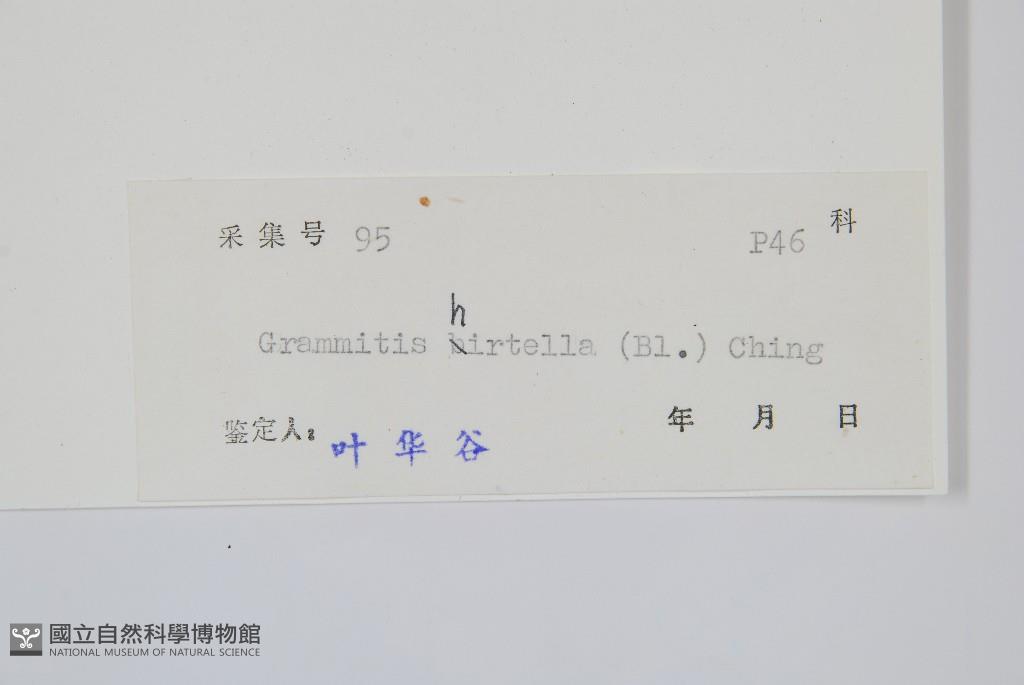 采集号 95 P46 科
h
Grammitis birtella (Bl.) Ching
鉴定人: 叶华谷 年 月 日
國立自然科學博物館
NATIONAL MUSEUM OF NATURAL SCIENCE